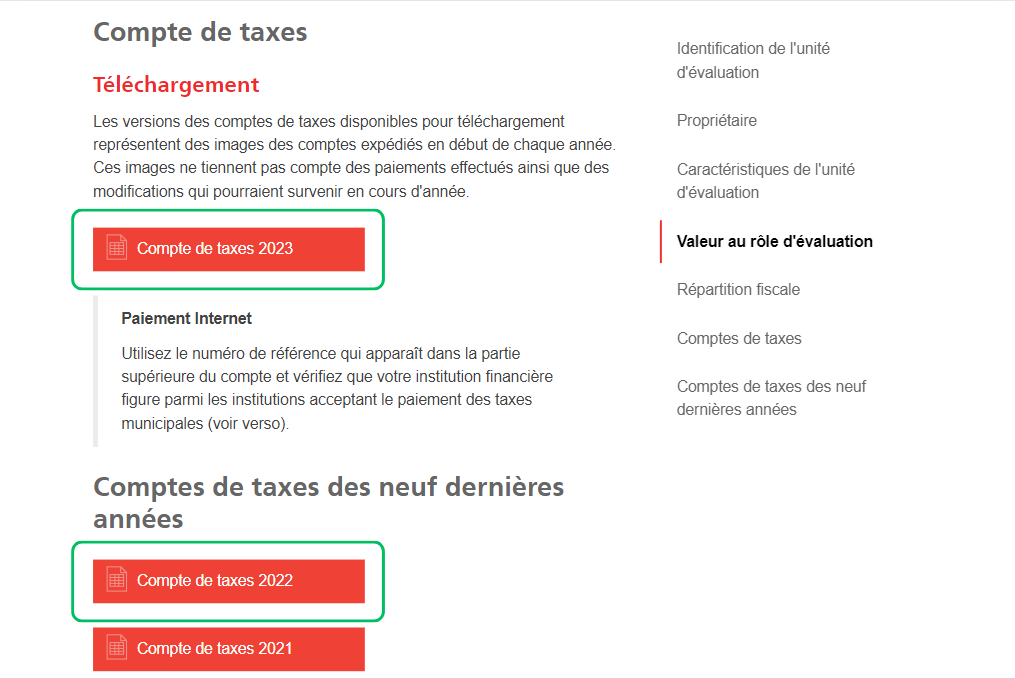 Compte de taxes
Téléchargement
Les versions des comptes de taxes disponibles pour téléchargement
représentent des images des comptes expédiés en début de chaque année.
Ces images ne tiennent pas compte des paiements effectués ainsi que des
modifications qui pourraient survenir en cours d'année.
Compte de taxes 2023
Paiement Internet
Utilisez le numéro de référence qui apparaît dans la partie
supérieure du compte et vérifiez que votre institution financière
figure parmi les institutions acceptant le paiement des taxes
municipales (voir verso).
Comptes de taxes des neuf dernières
années
Compte de taxes 2022
Compte de taxes 2021
Identification de l'unité
d'évaluation
Propriétaire
Caractéristiques de l'unité
d'évaluation
Valeur au rôle d'évaluation
Répartition fiscale
Comptes de taxes
Comptes de taxes des neuf
dernières années